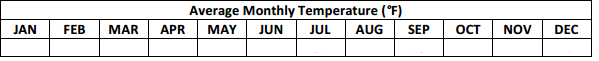 Average Monthly Temperature (°F)
JAN FEB MAR APR MAY JUN JUL AUG SEP OCT NOV DEC